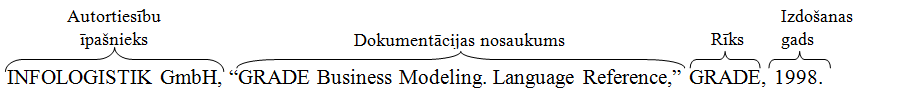 Autortiesību
īpašnieks
Dokumentācijas nosaukums
Rīks
Izdošanas
gads
INFOLOGISTIK GmbH, “GRADE Business Modeling. Language Reference,” GRADE, 1998.